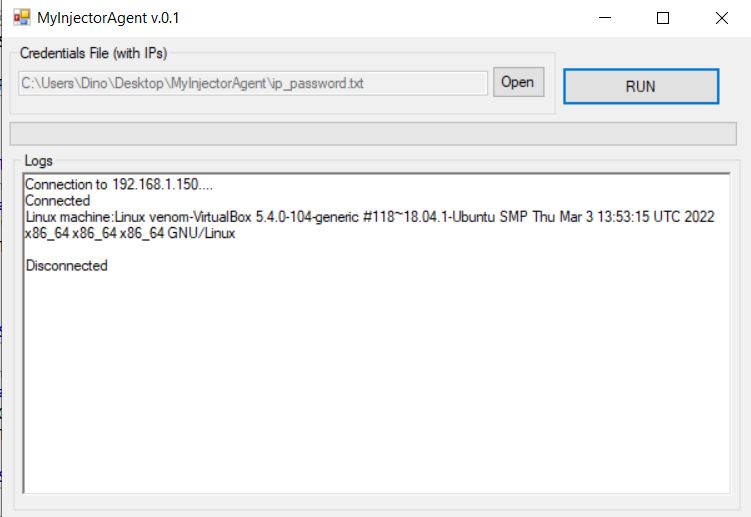 MyInjectorAgent v.0.1
Credentials File (with IPs)
C:\Users\Dino\Desktop\MyInjectorAgent\ip_password.txt
Open
RUN
Logs
Connection to 192.168.1.150....
Connected
Linux machine:Linux venom-VirtualBox 5.4.0-104-generic #118~18.04.1-Ubuntu SMP Thu Mar 3 13:53:15 UTC 2022
x86_64 x86_64 x86_64 GNU/Linux
Disconnected